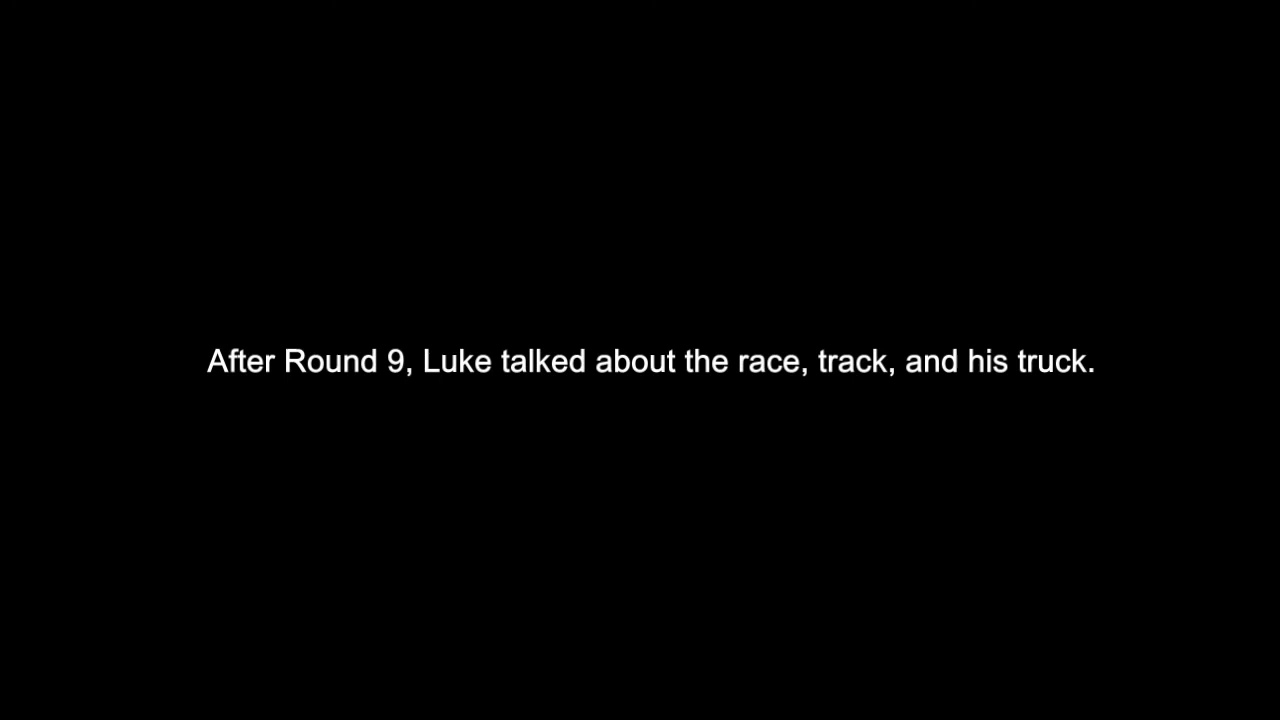 After Round 9, Luke talked about the race, track, and his truck.